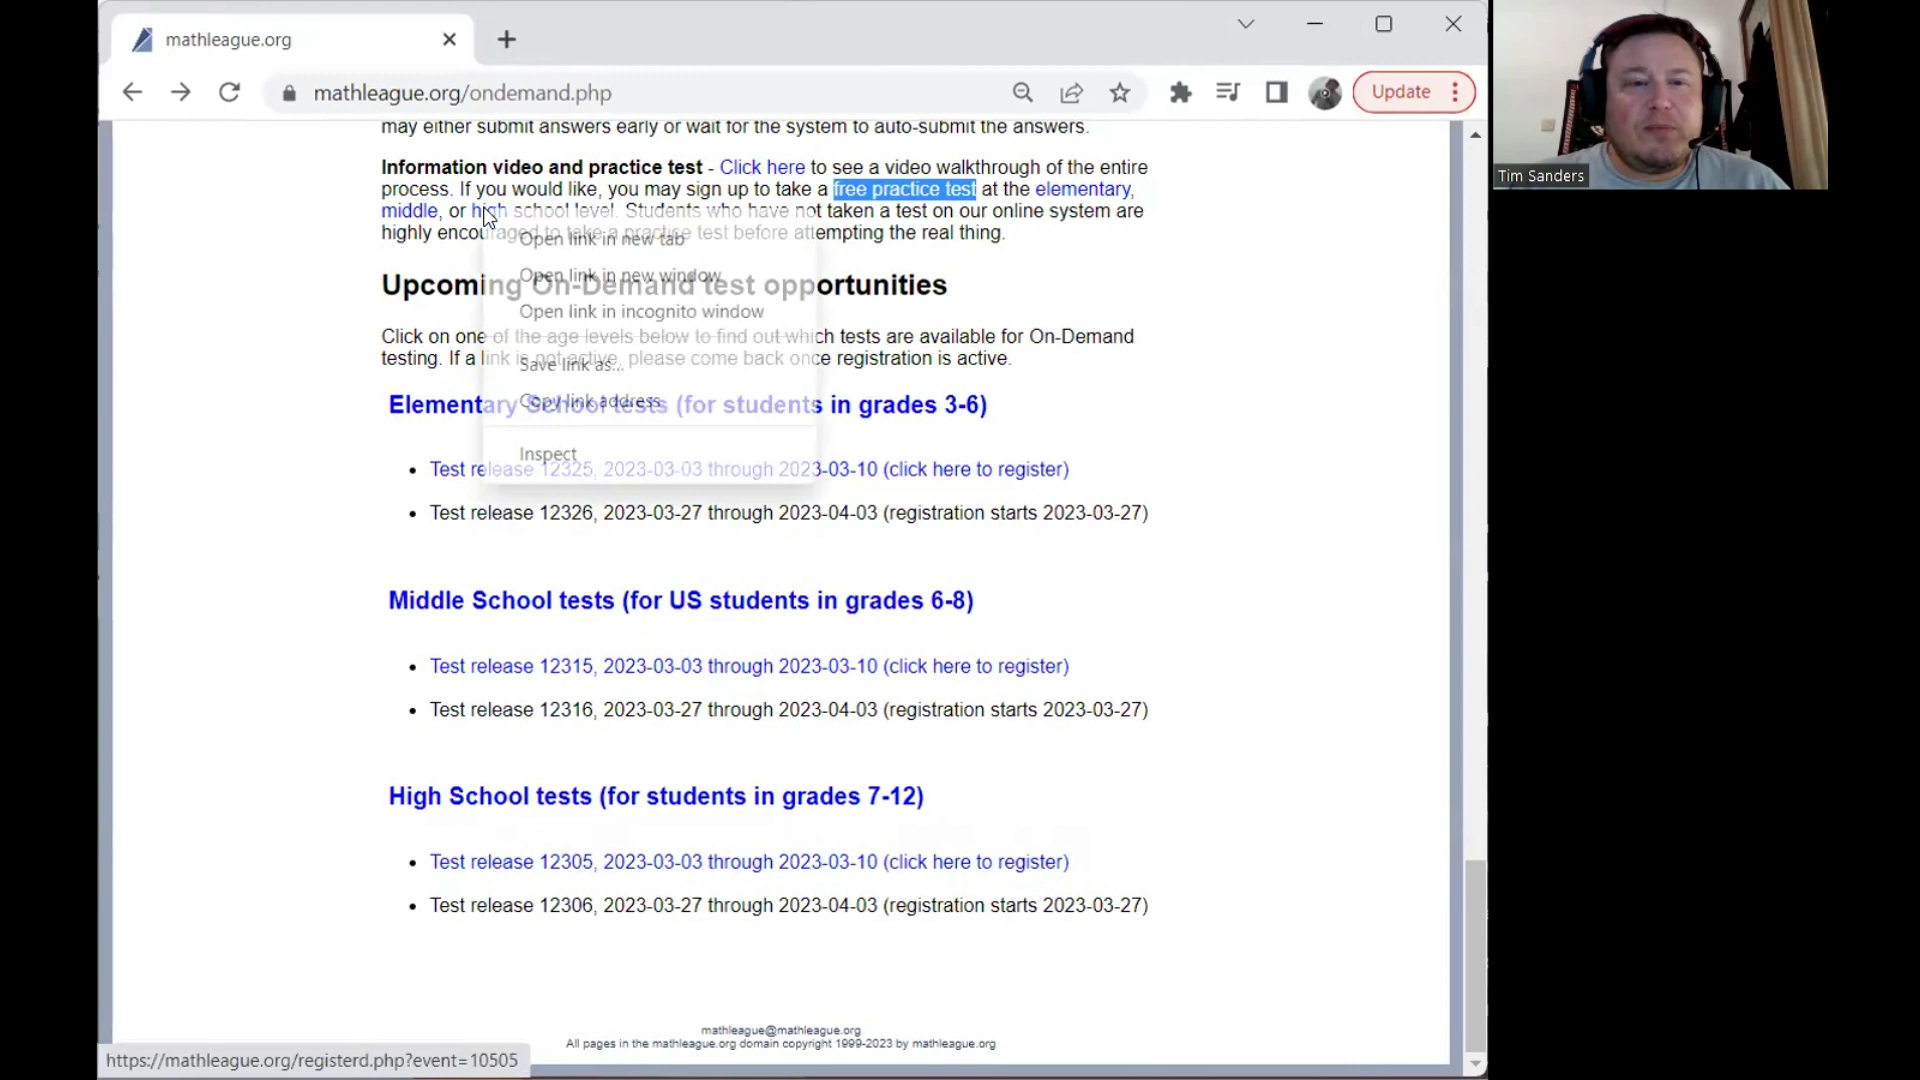 mathleague.org
mathleague.org/ondemand.php
Update
may either submit answers early or wait for the system to auto-submit the answers.
Information video and practice test - Click here to see a video walkthrough of the entire
process. If you would like, you may sign up to take a free practice test at the elementary,
middle, or high school level. Students who have not taken a test on our online system are
highly encouraged to take a practice test before attempting the real thing.
Open link in new tab
Open link in new window
Open link in incognito window
Save link as...
Copy link address
Inspect
Upcoming On-Demand test opportunities
Click on one of the age levels below to find out which tests are available for On-Demand
testing. If a link is not active, please come back once registration is active.
Elementary School tests (for students in grades 3-6)
• Test release 12325, 2023-03-03 through 2023-03-10 (click here to register)
• Test release 12326, 2023-03-27 through 2023-04-03 (registration starts 2023-03-27)
Middle School tests (for US students in grades 6-8)
• Test release 12315, 2023-03-03 through 2023-03-10 (click here to register)
• Test release 12316, 2023-03-27 through 2023-04-03 (registration starts 2023-03-27)
High School tests (for students in grades 7-12)
• Test release 12305, 2023-03-03 through 2023-03-10 (click here to register)
• Test release 12306, 2023-03-27 through 2023-04-03 (registration starts 2023-03-27)
mathleague@mathleague.org
All pages in the mathleague.org domain copyright 1999-2023 by mathleague.org
https://mathleague.org/registerd.php?event=10505
Tim Sanders